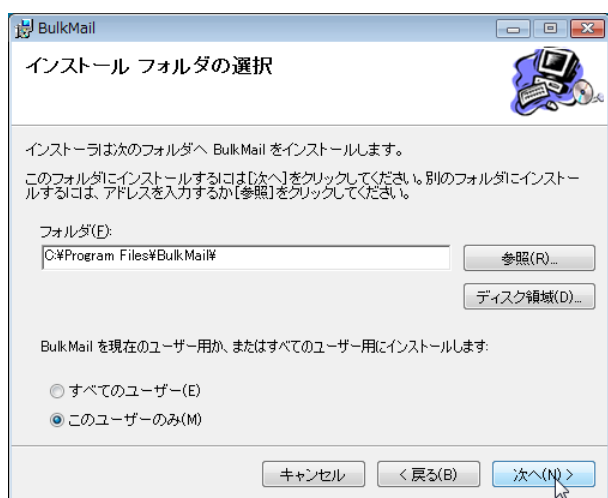 BulkMail
インストール フォルダの選択
インストーラは次のフォルダへ BulkMail をインストールします。
このフォルダにインストールするには[次へ]をクリックしてください。別のフォルダにインストー
ルするには、アドレスを入力するか[参照]をクリックしてください。
フォルダ(F):
C:¥Program Files¥BulkMail¥
参照(R)...
ディスク領域(D)...
BulkMail を現在のユーザー用か、またはすべてのユーザー用にインストールします:
すべてのユーザー(E)
このユーザーのみ(M)
キャンセル
< 戻る(B)
次へ(N) >